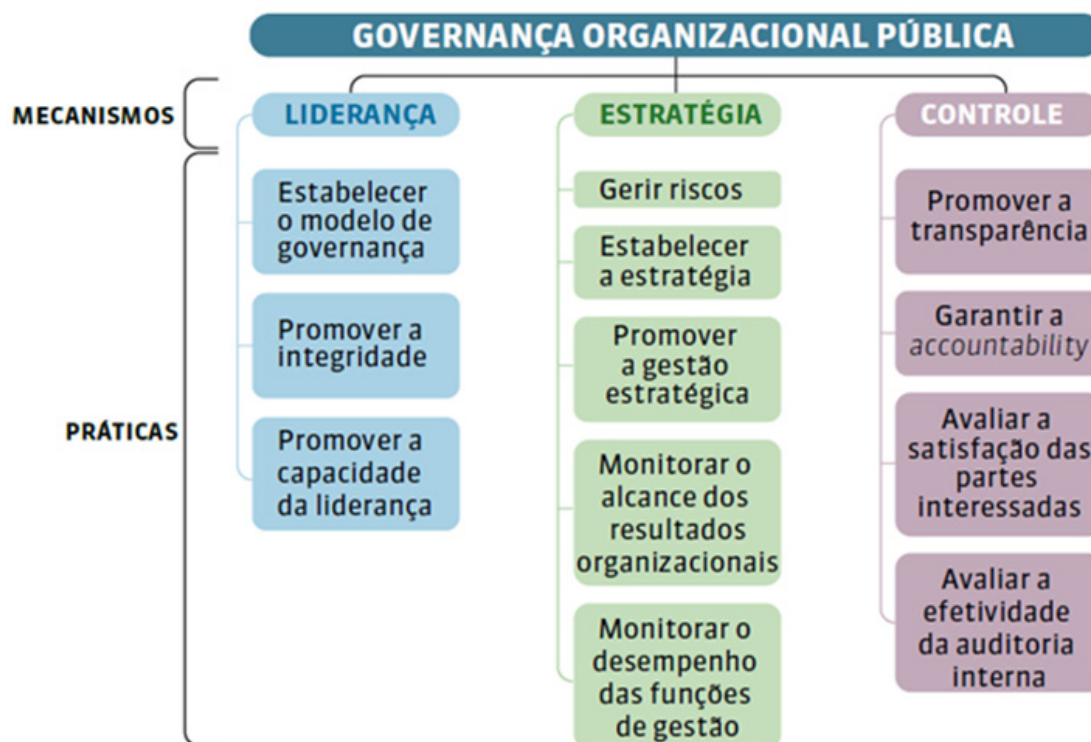 GOVERNANÇA ORGANIZACIONAL PÚBLICA
MECANISMOS
LIDERANÇA
ESTRATÉGIA
CONTROLE
PRÁTICAS
Estabelecer
o modelo de
governança
Promover a
integridade
Promover a
capacidade
da liderança
Gerir riscos
Estabelecer
a estratégia
Promover
a gestão
estratégica
Monitorar o
alcance dos
resultados
organizacionais
Monitorar o
desempenho
das funções
de gestão
Promover a
transparência
Garantir a
accountability
Avaliar a
satisfação das
partes
interessadas
Avaliar a
efetividade
da auditoria
interna